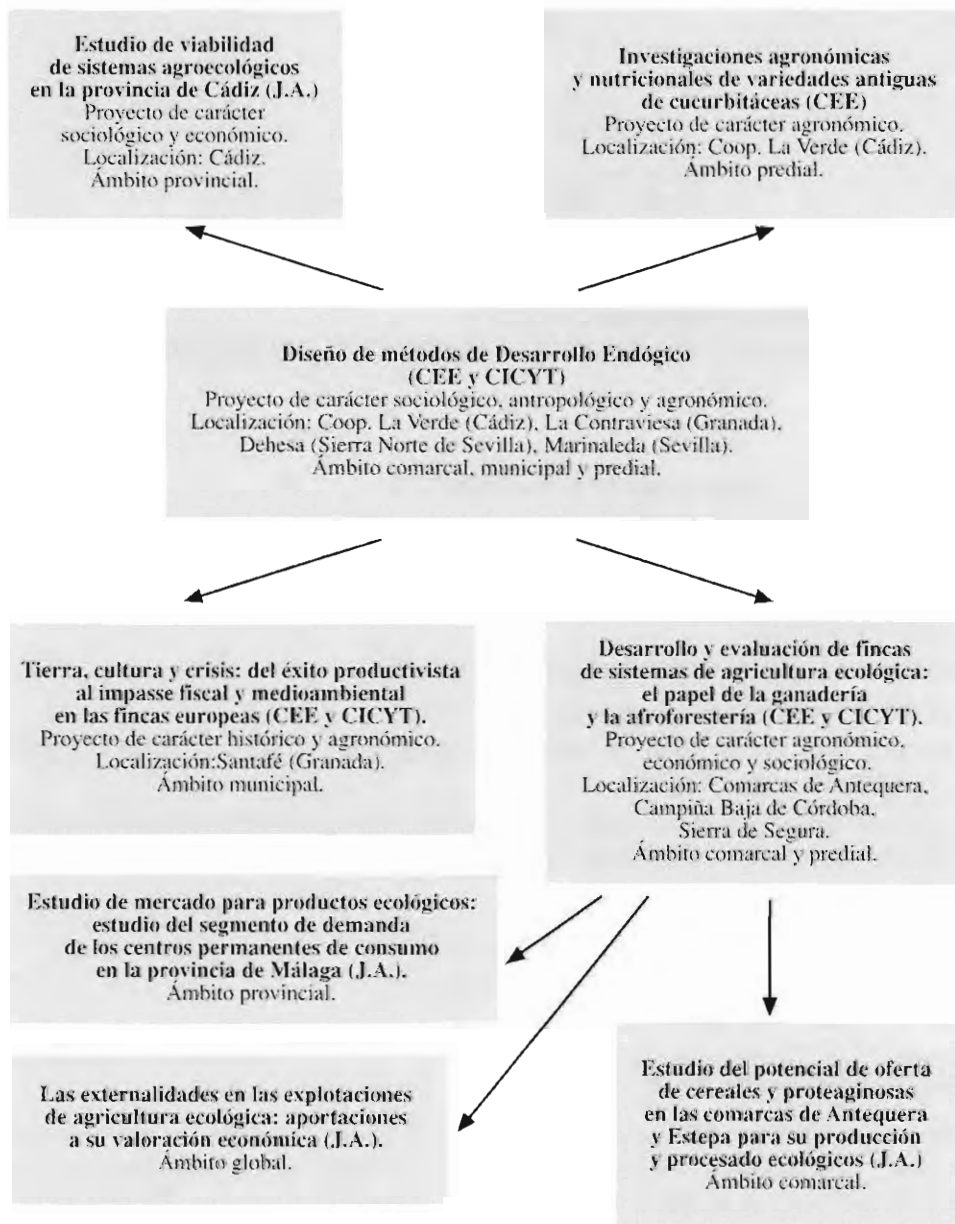 Estudio de viabilidad
de sistemas agroecológicos
en la provincia de Cádiz (J.A.)
Proyecto de carácter
sociológico y económico.
Localización: Cádiz.
Ámbito provincial.
Investigaciones agronómicas
y nutricionales de variedades antiguas
de cucurbitáceas (CEE)
Proyecto de carácter agronómico.
Localización: Coop. La Verde (Cádiz).
Ámbito predial.
Diseño de métodos de Desarrollo Endógico
(CEE y CICYT)
Proyecto de carácter sociológico, antropológico y agronómico.
Localización: Coop. La Verde (Cádiz), La Contraviesa (Granada),
Dehesa (Sierra Norte de Sevilla), Marinaleda (Sevilla).
Ámbito comarcal, municipal y predial.
Tierra, cultura y crisis: del éxito productivista
al impasse fiscal y medioambiental
en las fincas europeas (CEE y CICYT).
Proyecto de carácter histórico y agronómico.
Localización:Santafé (Granada).
Ámbito municipal.
Desarrollo y evaluación de fincas
de sistemas de agricultura ecológica:
el papel de la ganadería
y la afroforestería (CEE y CICYT).
Proyecto de carácter agronómico,
económico y sociológico.
Localización: Comarcas de Antequera,
Campiña Baja de Córdoba,
Sierra de Segura.
Ámbito comarcal y predial.
Estudio de mercado para productos ecológicos:
estudio del segmento de demanda
de los centros permanentes de consumo
en la provincia de Málaga (J.A.).
Ámbito provincial.
Las externalidades en las explotaciones
de agricultura ecológica: aportaciones
a su valoración económica (J.A.).
Ámbito global.
Estudio del potencial de oferta
de cereales y proteaginosas
en las comarcas de Antequera
y Estepa para su producción
y procesado ecológicos (J.A.)
Ámbito comarcal.